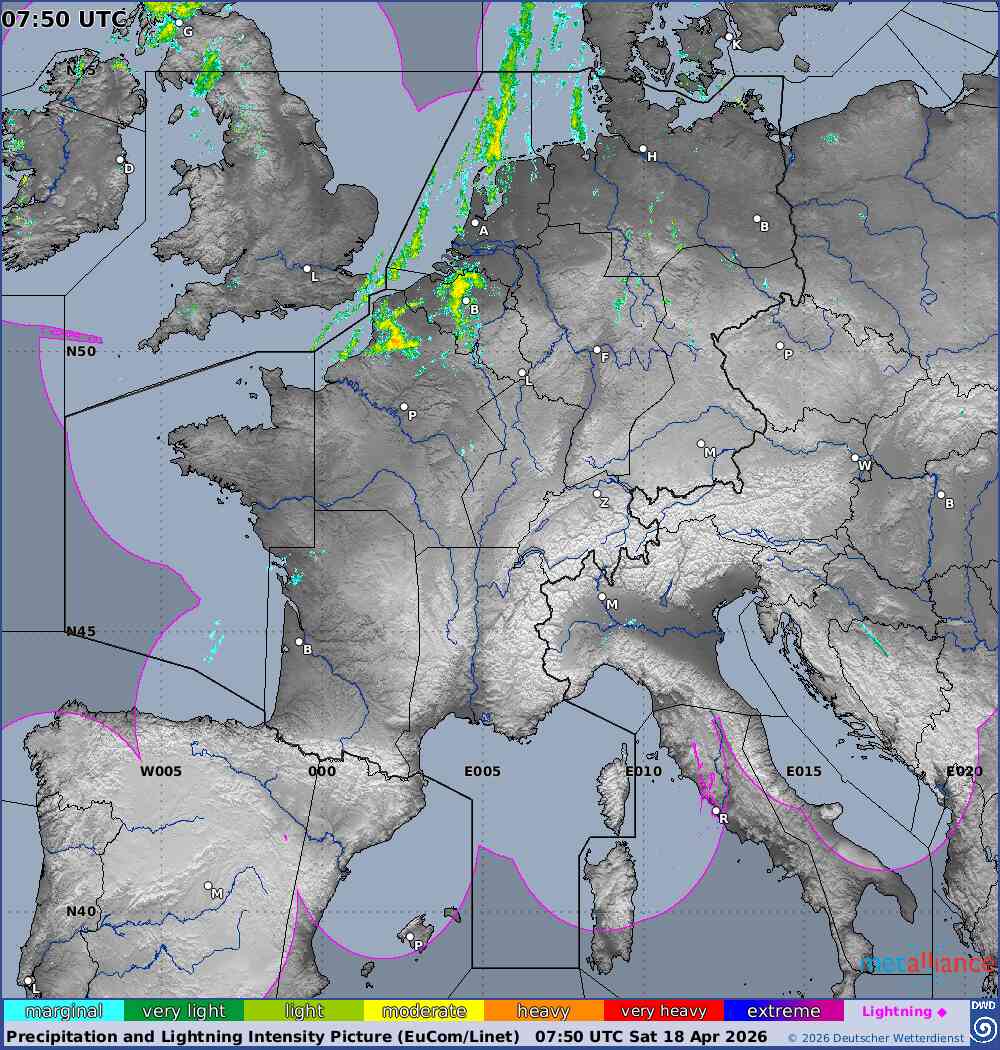 07:50 UTC
G
K
N55
D
H
A
B
L
B
N50
P
F
L
P
M
W
Z
B
M
N45
B
W005
000
E005
E010
E015
E020
R
M
N40
P
L
metalliance
marginal
very light
light
moderate
heavy
very heavy
extreme
Lightning ◆
DWD
Precipitation and Lightning Intensity Picture (EuCom/Linet) 07:50 UTC Sat 18 Apr 2026 © 2026 Deutscher Wetterdienst